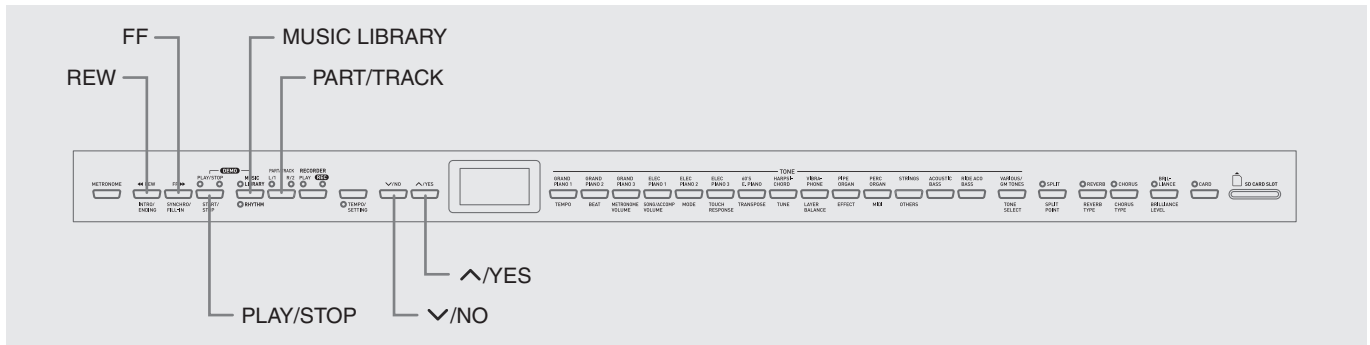 FF
MUSIC LIBRARY
REW
PART/TRACK
DEMO
TONE
PLAY/STOP
MUSIC
LIBRARY
PART/TRACK
L/1 R/2
RECORDER
PLAY REC
METRONOME
REW
FF
INTRO/
ENDING
SYNCHRO/
FILL-IN
START/
STOP
RHYTHM
TEMPO/
SETTING
∨/NO
∧/YES
GRAND
PIANO 1
GRAND
PIANO 2
GRAND
PIANO 3
ELEC
PIANO 1
ELEC
PIANO 2
ELEC
PIANO 3
60'S
E.PIANO
HARPSI-
CHORD
VIBRA-
PHONE
PIPE
ORGAN
PERC
ORGAN
STRINGS
ACOUSTIC
BASS
RIDE ACO
BASS
VARIOUS/
GM TONES
SPLIT
REVERB
CHORUS
BRIL-
LIANCE
CARD
SD CARD SLOT
TEMPO
BEAT
METRONOME
VOLUME
SONG/ACCOMP
VOLUME
MODE
TOUCH
RESPONSE
TRANSPOSE
TUNE
LAYER
BALANCE
EFFECT
MIDI
OTHERS
TONE
SELECT
SPLIT
POINT
REVERB
TYPE
CHORUS
TYPE
BRILLIANCE
LEVEL
∧/YES
PLAY/STOP
∨/NO